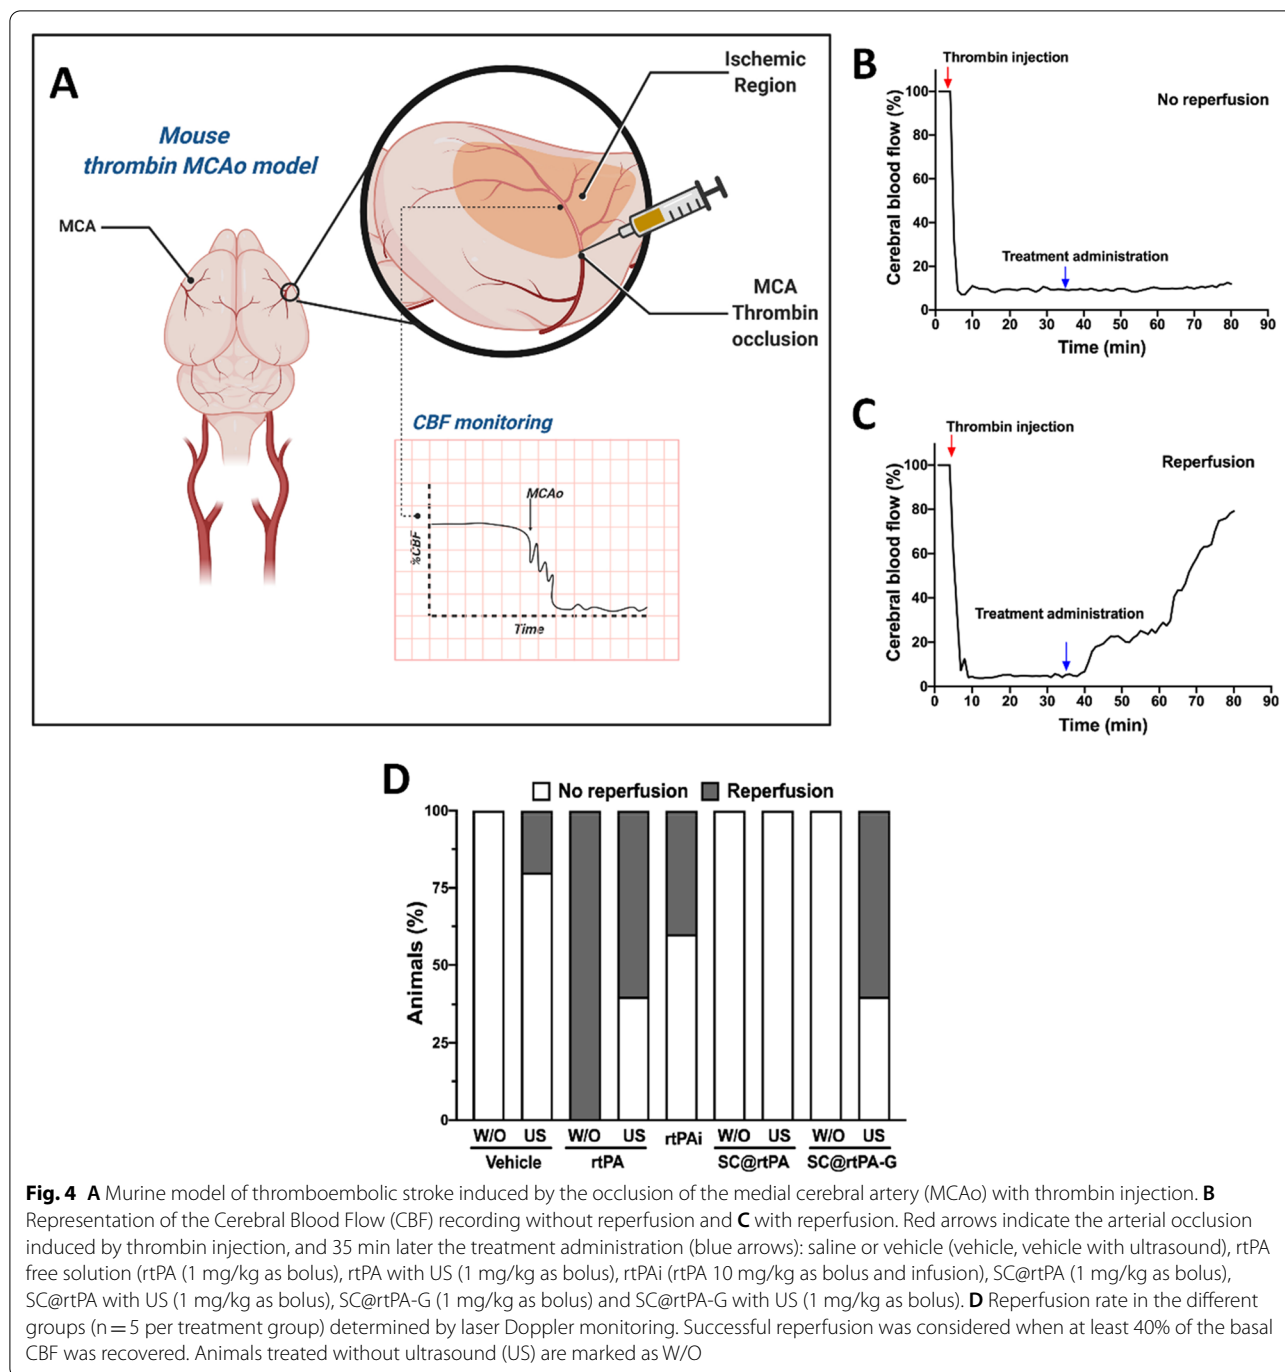 A
Mouse
thrombin MCAo model
MCA
Ischemic
Region
MCA
Thrombin
occlusion
CBF monitoring
MCAo
%CBF
Time
B
Thrombin injection
No reperfusion
Treatment administration
Cerebral blood flow (%)
100
80
60
40
20
0
0 10 20 30 40 50 60 70 80 90
Time (min)
C
Thrombin injection
Reperfusion
Treatment administration
Cerebral blood flow (%)
100
80
60
40
20
0
0 10 20 30 40 50 60 70 80 90
Time (min)
D
No reperfusion Reperfusion
Animals (%)
100
75
50
25
0
W/O US W/O US rtPAi W/O US W/O US
Vehicle rtPA SC@rtPA SC@rtPA-G
Fig. 4 A Murine model of thromboembolic stroke induced by the occlusion of the medial cerebral artery (MCAo) with thrombin injection. B
Representation of the Cerebral Blood Flow (CBF) recording without reperfusion and C with reperfusion. Red arrows indicate the arterial occlusion
induced by thrombin injection, and 35 min later the treatment administration (blue arrows): saline or vehicle (vehicle, vehicle with ultrasound), rtPA
free solution (rtPA (1 mg/kg as bolus), rtPA with US (1 mg/kg as bolus), rtPAi (rtPA 10 mg/kg as bolus and infusion), SC@rtPA (1 mg/kg as bolus),
SC@rtPA with US (1 mg/kg as bolus), SC@rtPA-G (1 mg/kg as bolus) and SC@rtPA-G with US (1 mg/kg as bolus). D Reperfusion rate in the different
groups (n = 5 per treatment group) determined by laser Doppler monitoring. Successful reperfusion was considered when at least 40% of the basal
CBF was recovered. Animals treated without ultrasound (US) are marked as W/O